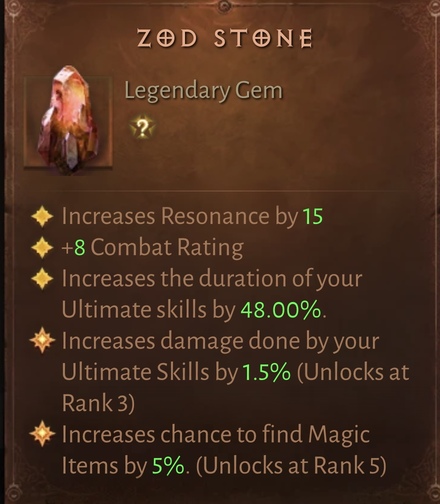 ZOD STONE
Legendary Gem
?
Increases Resonance by 15
+8 Combat Rating
Increases the duration of your
Ultimate skills by 48.00%.
Increases damage done by your
Ultimate Skills by 1.5% (Unlocks at
Rank 3)
Increases chance to find Magic
Items by 5%. (Unlocks at Rank 5)